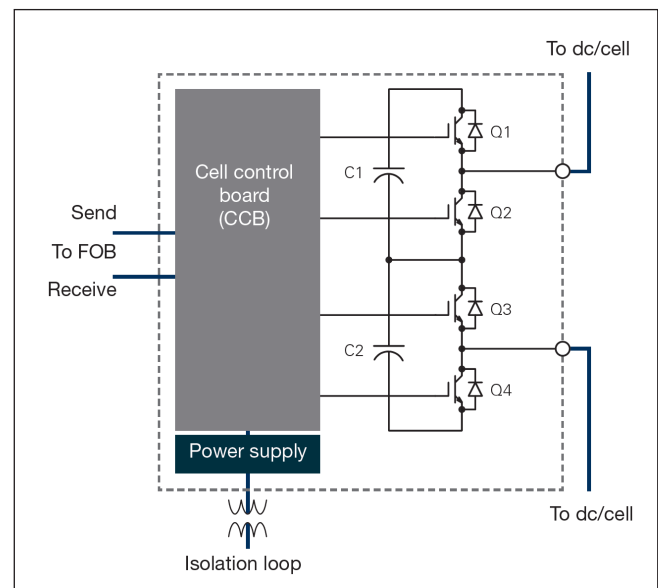 To dc/cell
Q1
Cell control
board
(CCB)
C1
Send
Q2
To FOB
Receive
Q3
C2
Q4
Power supply
To dc/cell
Isolation loop